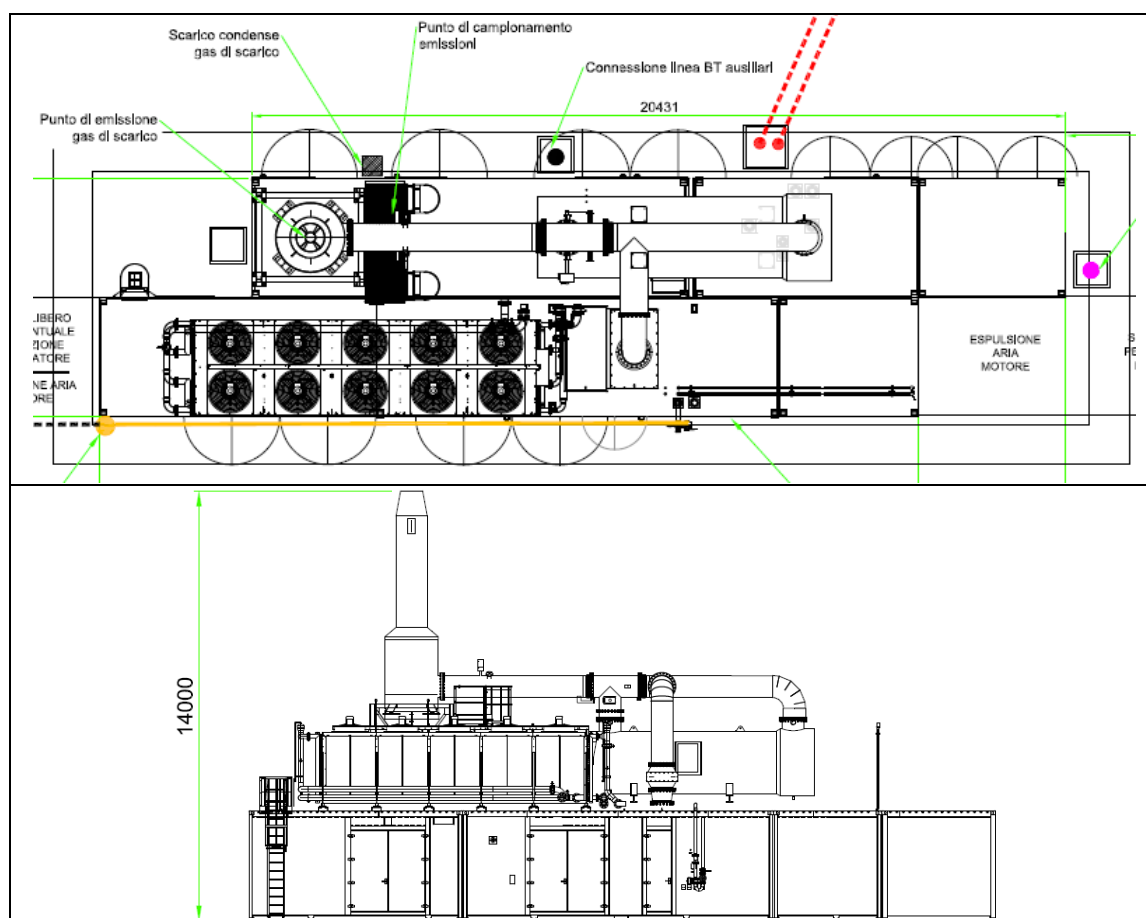 Scarico condense
gas di scarico
Punto di campionamento
emissioni
Connessione linea BT ausiliari
20431
Punto di emissione
gas di scarico
LIBERO
NTUALE
ZIONE
ATORE
NE ARIA
ORE
ESPULSIONE
ARIA
MOTORE
S
PE
14000